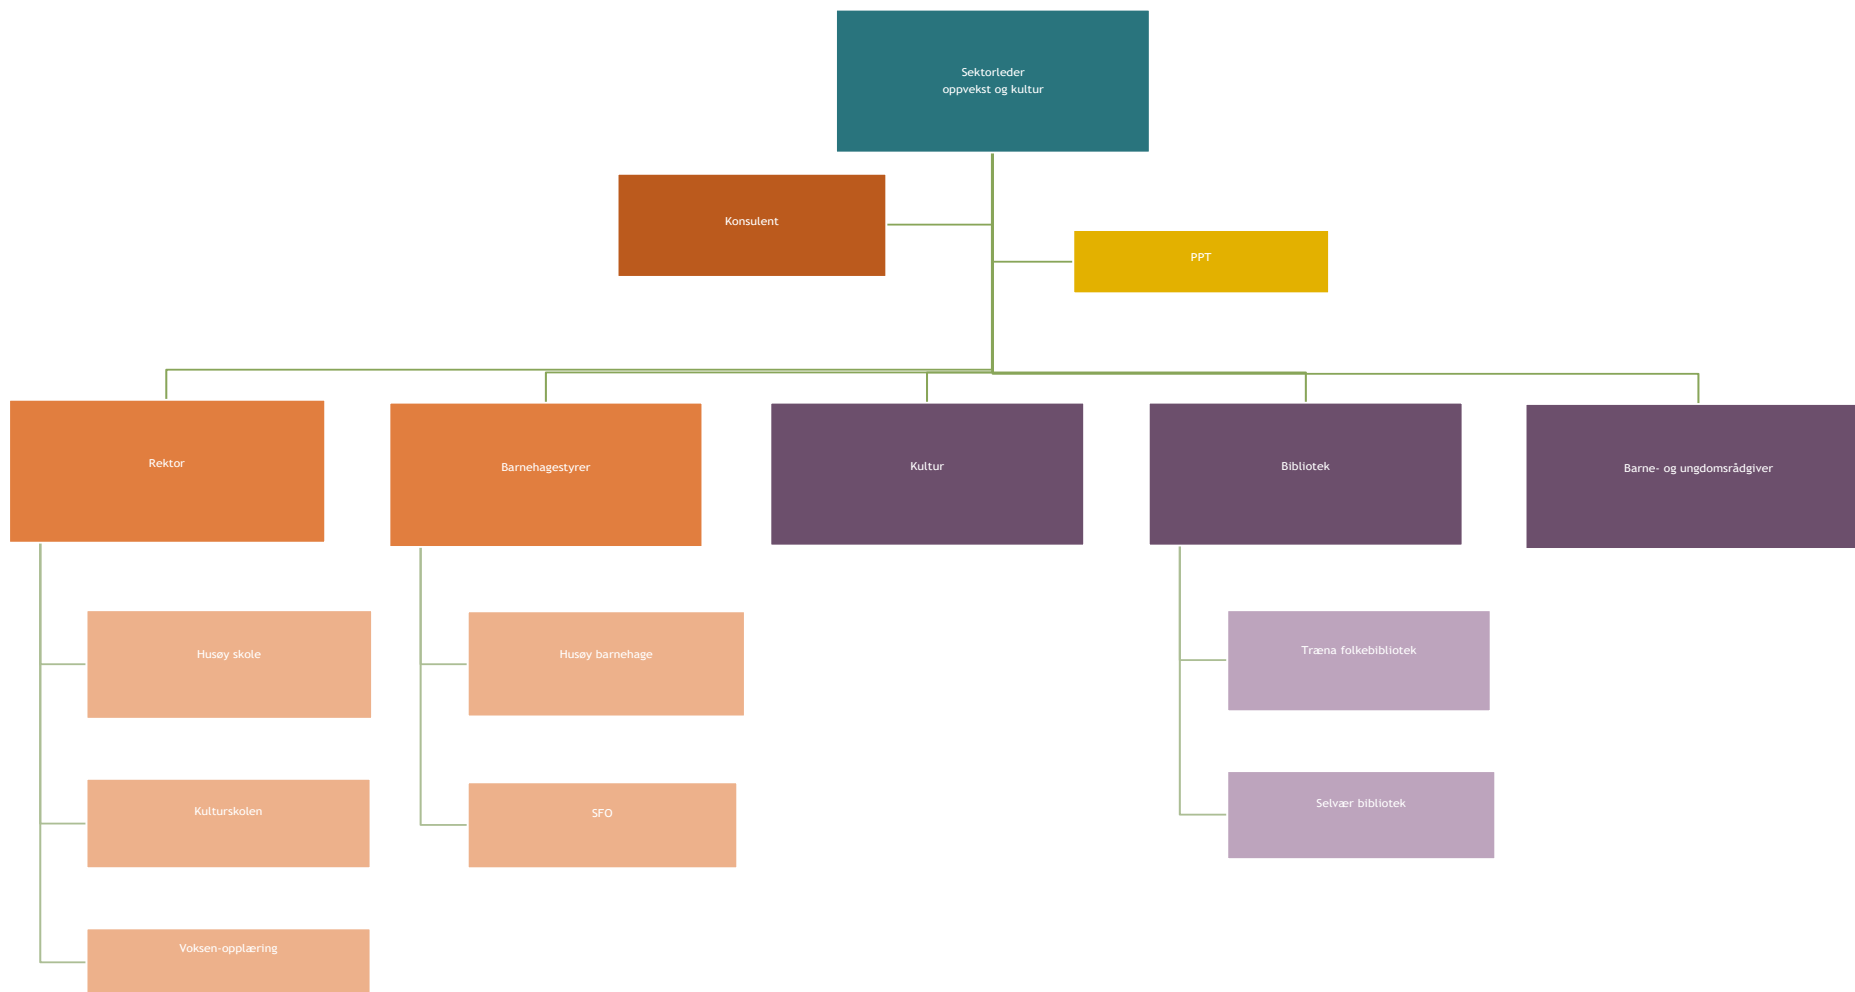 Sektorleder
oppvekst og kultur
Konsulent
PPT
Rektor
Barnehagestyrer
Kultur
Bibliotek
Barne- og ungdomsrådgiver
Husøy skole
Husøy barnehage
Træna folkebibliotek
Kulturskolen
SFO
Selvær bibliotek
Voksen-opplæring